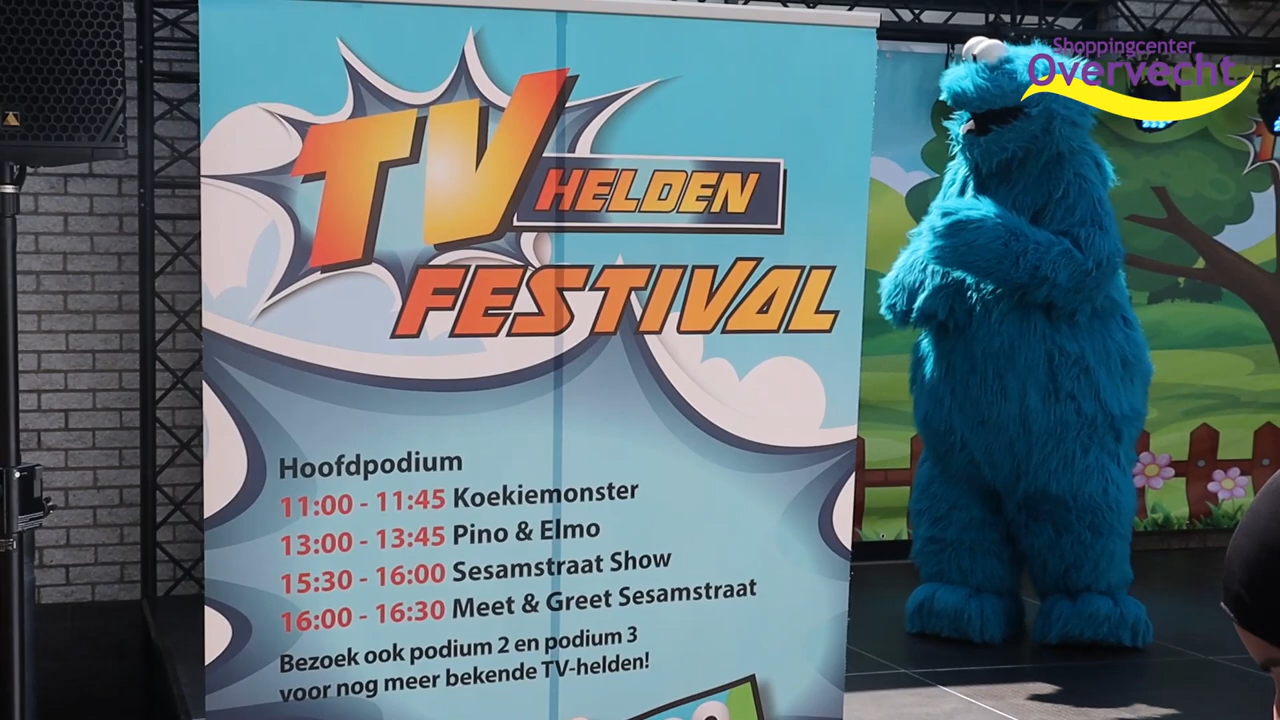 Shoppingcenter
Overvecht
TV
HELDEN
FESTIVAL
Hoofdpodium
11:00 - 11:45 Koekiemonster
13:00 - 13:45 Pino & Elmo
15:30 - 16:00 Sesamstraat Show
16:00 - 16:30 Meet & Greet Sesamstraat
Bezoek ook podium 2 en podium 3
voor nog meer bekende TV-helden!